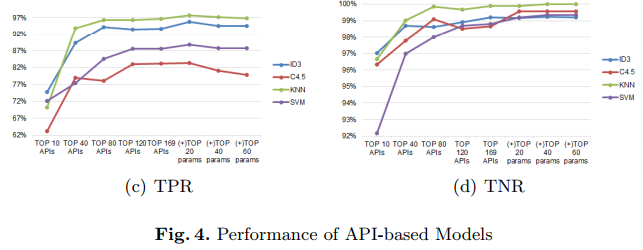 97%
92%
87%
82%
77%
72%
67%
62%
TOP 10 TOP 40 TOP 80 TOP 120 TOP 169 (+)TOP (+)TOP (+)TOP
APIs APIs APIs APIs APIs 20 40 60
params params params
ID3
C4.5
KNN
SVM
(c) TPR
100%
99%
98%
97%
96%
95%
94%
93%
92%
TOP 10 TOP 40 TOP 80 TOP TOP (+)TOP (+)TOP (+)TOP
APIs APIs APIs 120 169 20 40 60
APIs APIs params params params
ID3
C4.5
KNN
SVM
(d) TNR
Fig. 4. Performance of API-based Models